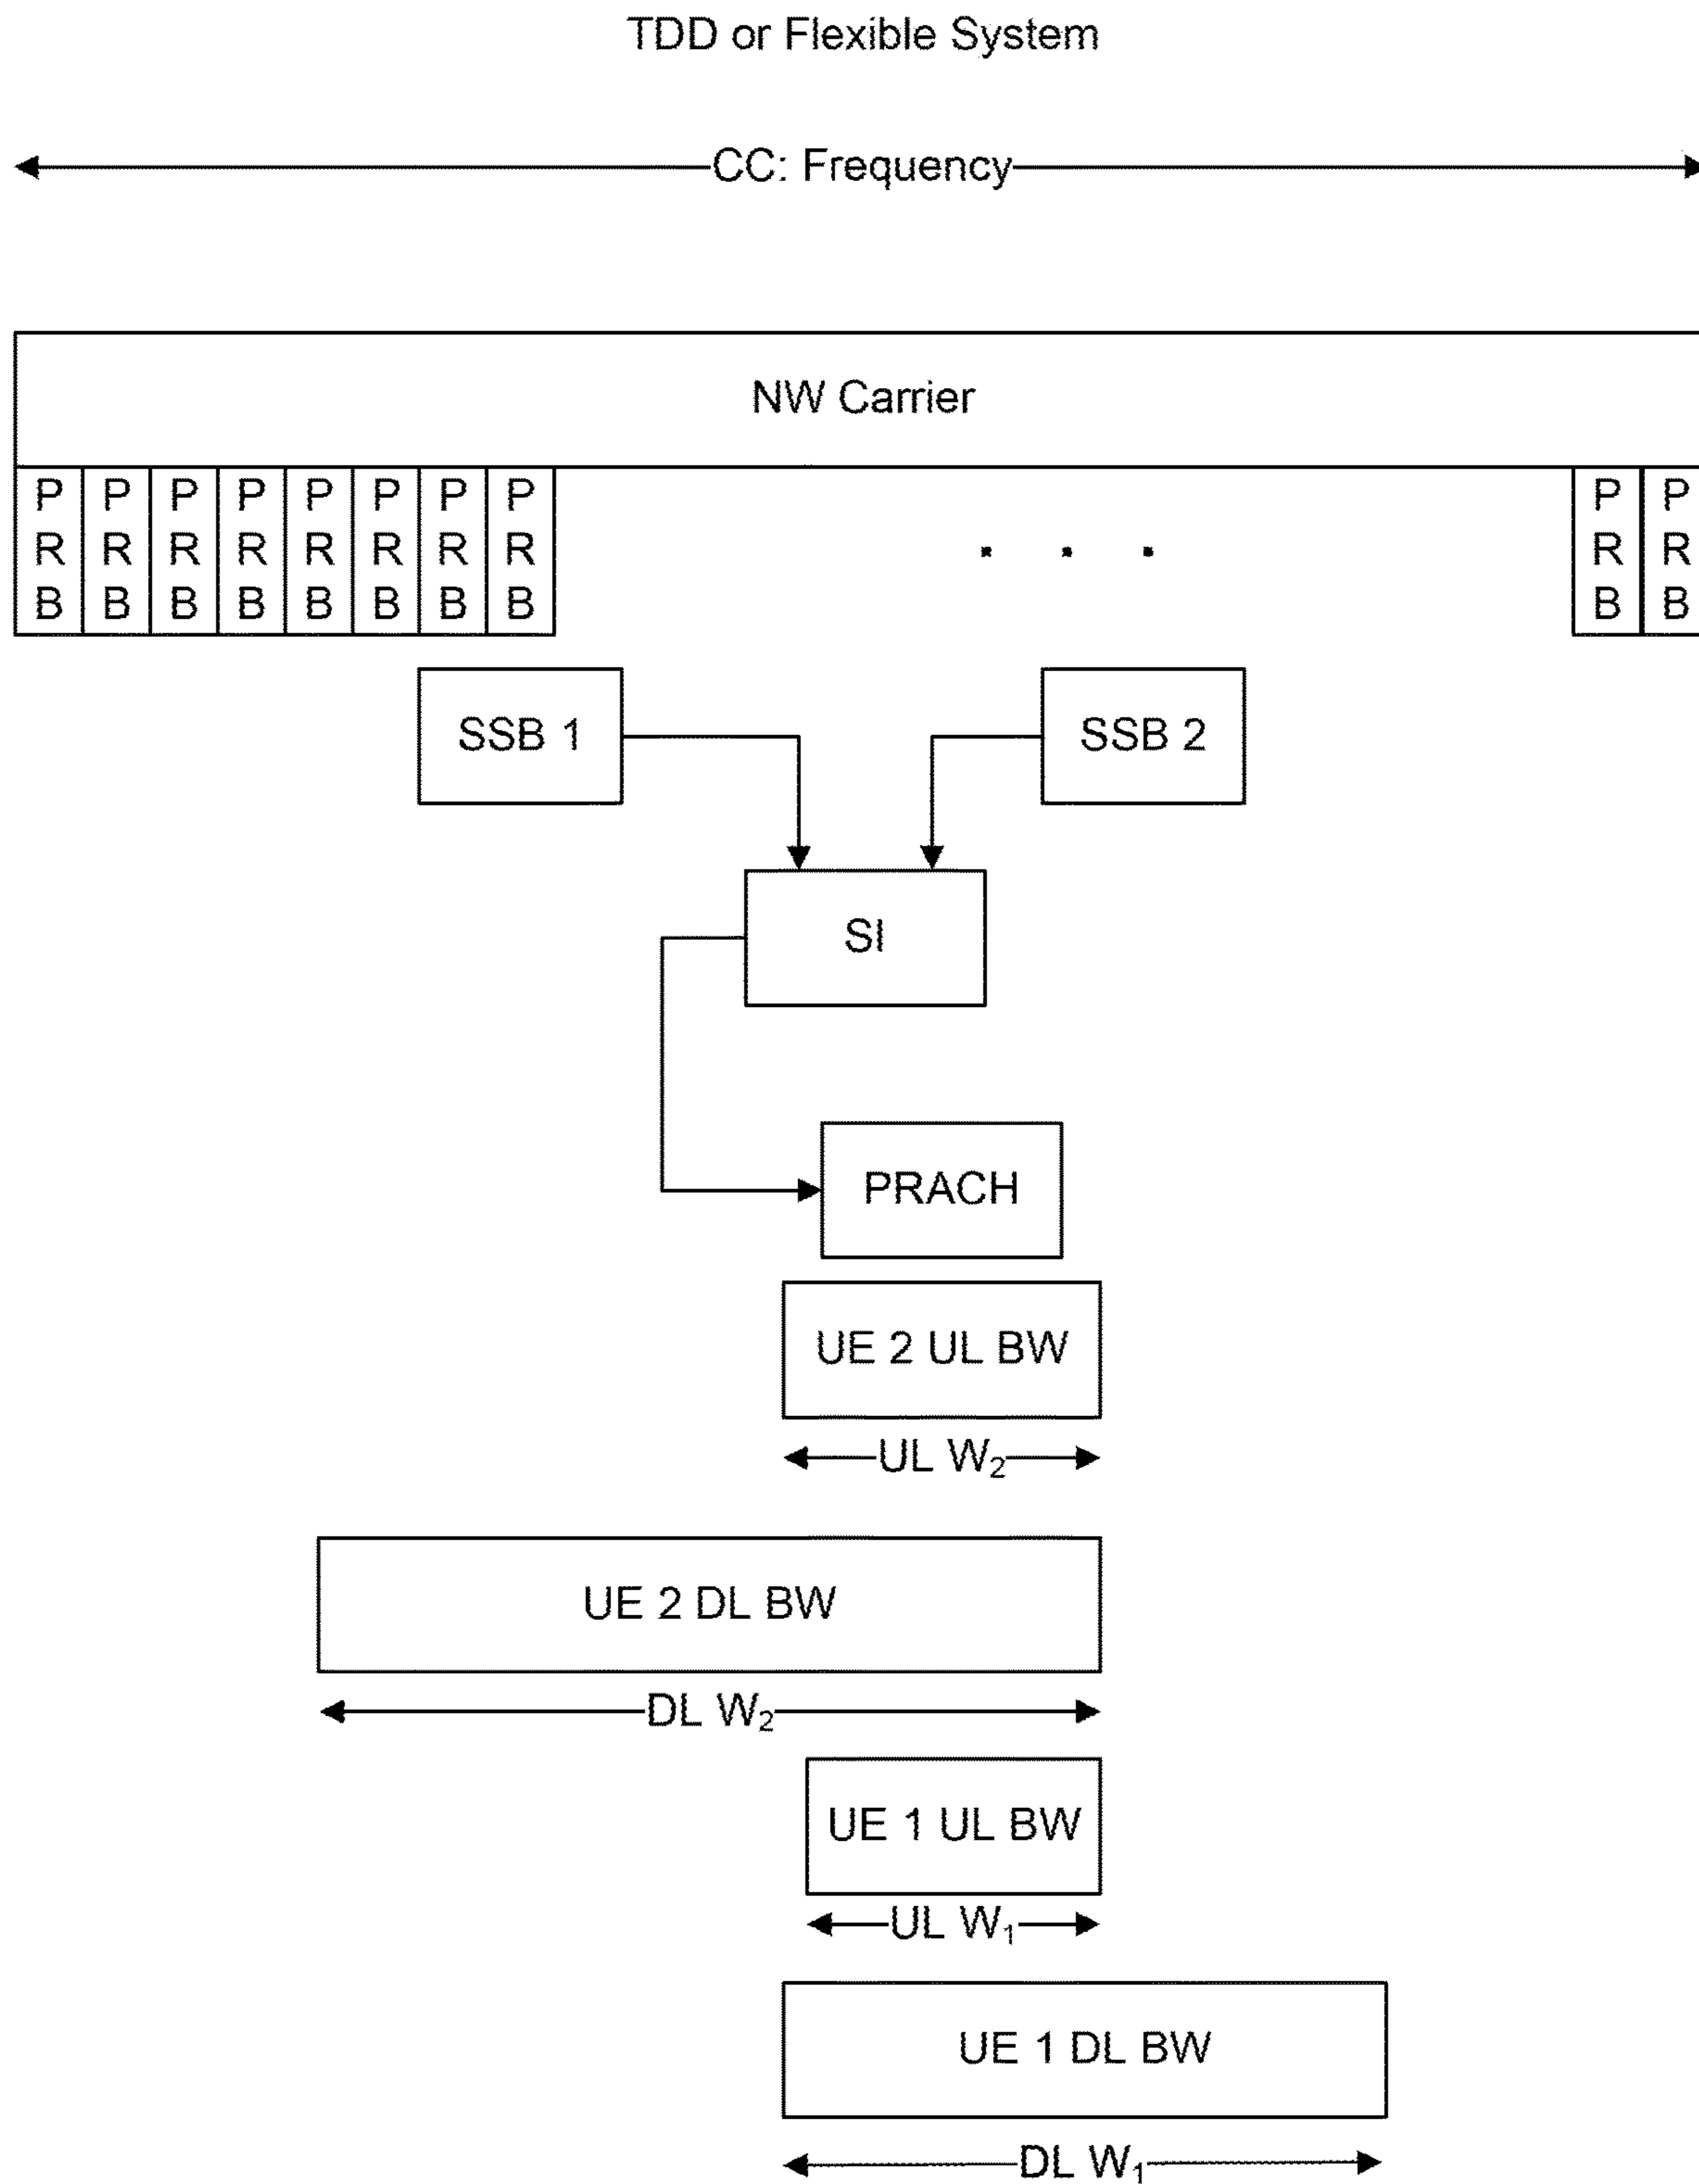 TDD or Flexible System
CC: Frequency
NW Carrier
P P P P P P P P P P
R R R R R R R R . . . R R
B B B B B B B B B B
SSB 1 SSB 2
SI
PRACH
UE 2 UL BW
UL W₂
UE 2 DL BW
DL W₂
UE 1 UL BW
UL W₁
UE 1 DL BW
DL W₁